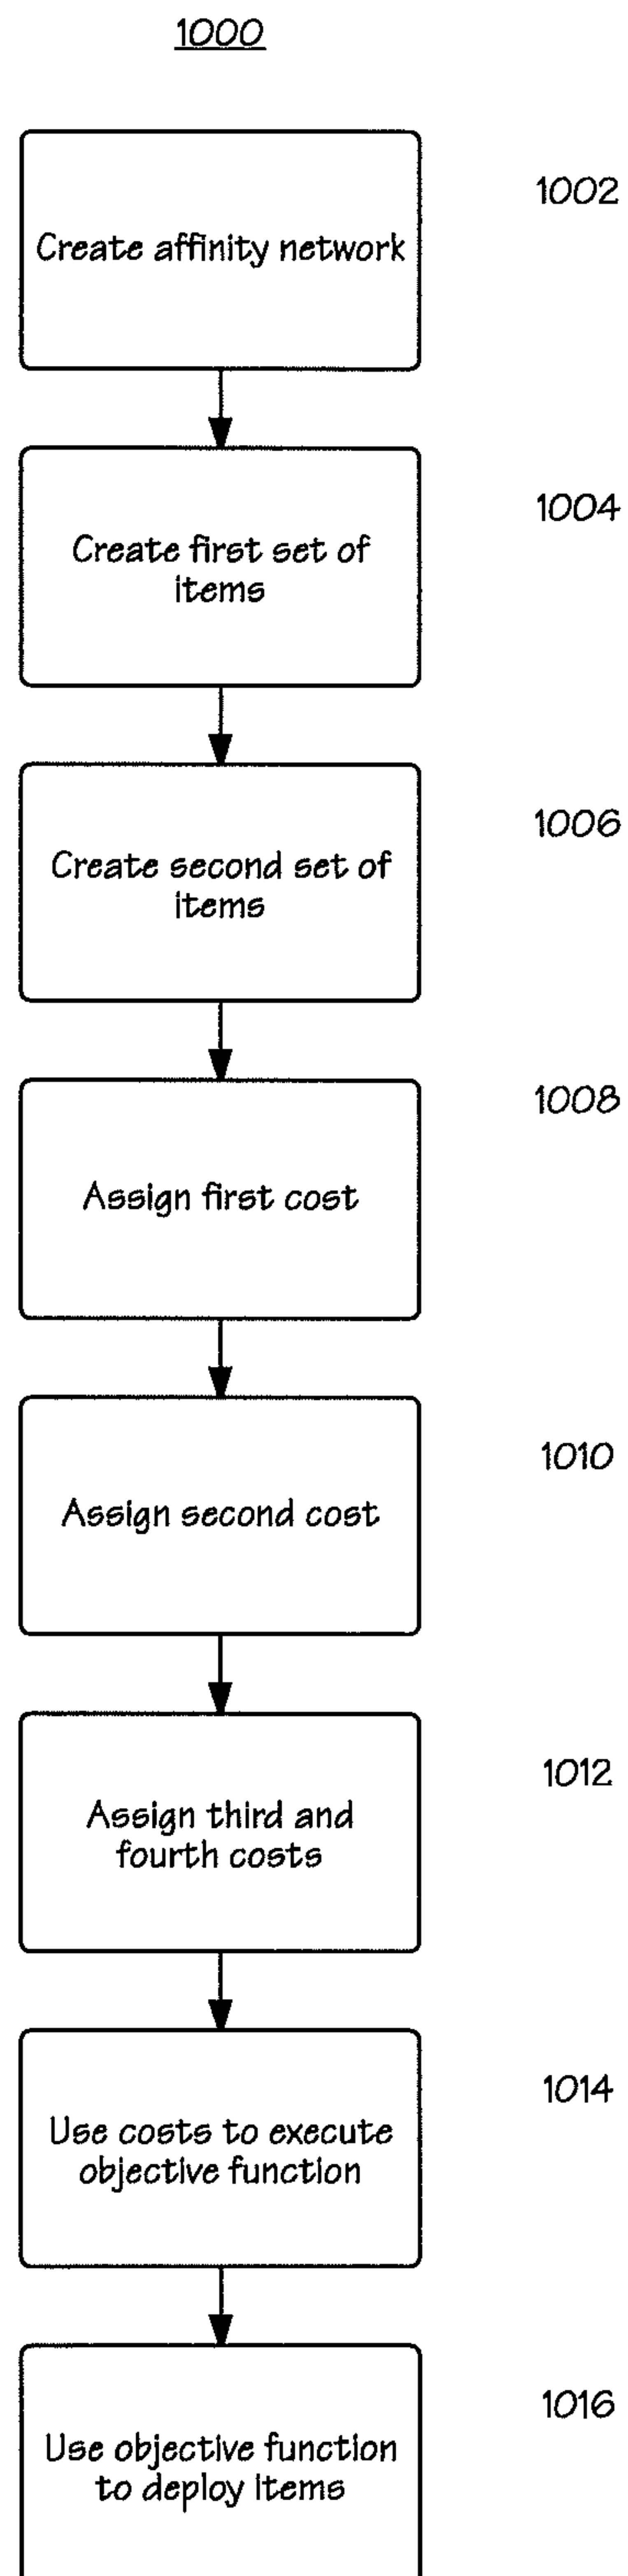 1000
1002
Create affinity network
1004
Create first set of
items
1006
Create second set of
items
1008
Assign first cost
1010
Assign second cost
1012
Assign third and
fourth costs
1014
Use costs to execute
objective function
1016
Use objective function
to deploy items